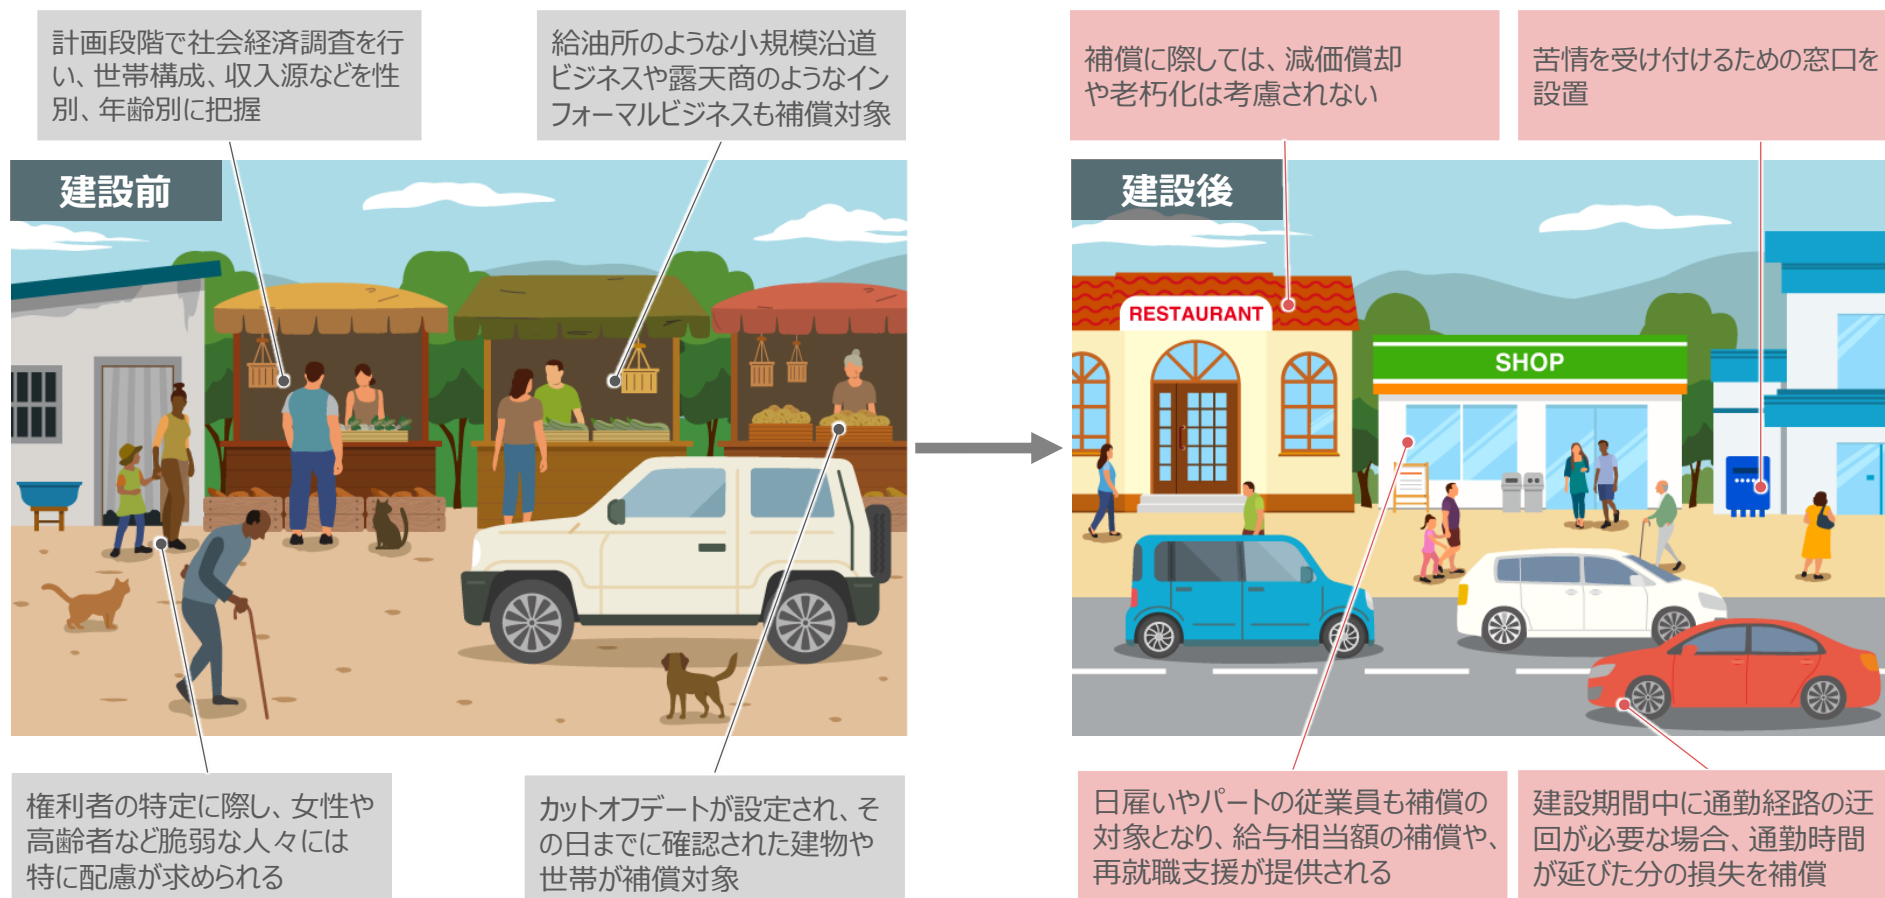 計画段階で社会経済調査を行
い、世帯構成、収入源などを性
別、年齢別に把握
給油所のような小規模沿道
ビジネスや露天商のようなイン
フォーマルビジネスも補償対象
建設前
権利者の特定に際し、女性や
高齢者など脆弱な人々には
特に配慮が求められる
カットオフデートが設定され、そ
の日までに確認された建物や
世帯が補償対象
補償に際しては、減価償却
や老朽化は考慮されない
苦情を受け付けるための窓口を
設置
建設後
RESTAURANT
SHOP
日雇いやパートの従業員も補償の
対象となり、給与相当額の補償や、
再就職支援が提供される
建設期間中に通勤経路の迂
回が必要な場合、通勤時間
が延びた分の損失を補償